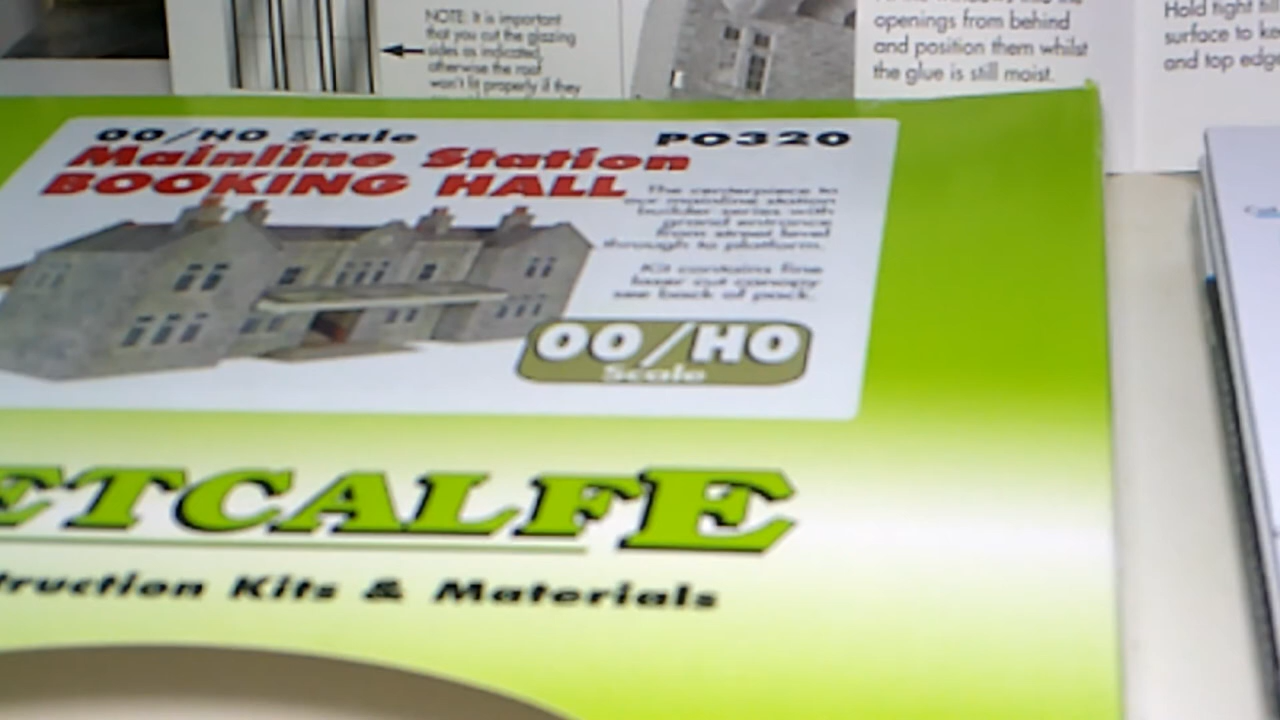 NOTE: It is important
that you cut the glazing
sides as indicated,
otherwise the roof
won't fit properly if they
openings from behind
and position them whilst
the glue is still moist.
Hold tight
surface to
and top edge
OO/HO Scale
PO320
Mainline Station
BOOKING HALL
The centerpiece to
our mainline station
builder series with
grand entrance
from street level
through to platform.
Kit contains fine
laser cut canopy
see back of pack.
OO/HO
Scale
ETCALFE
truction Kits & Materials